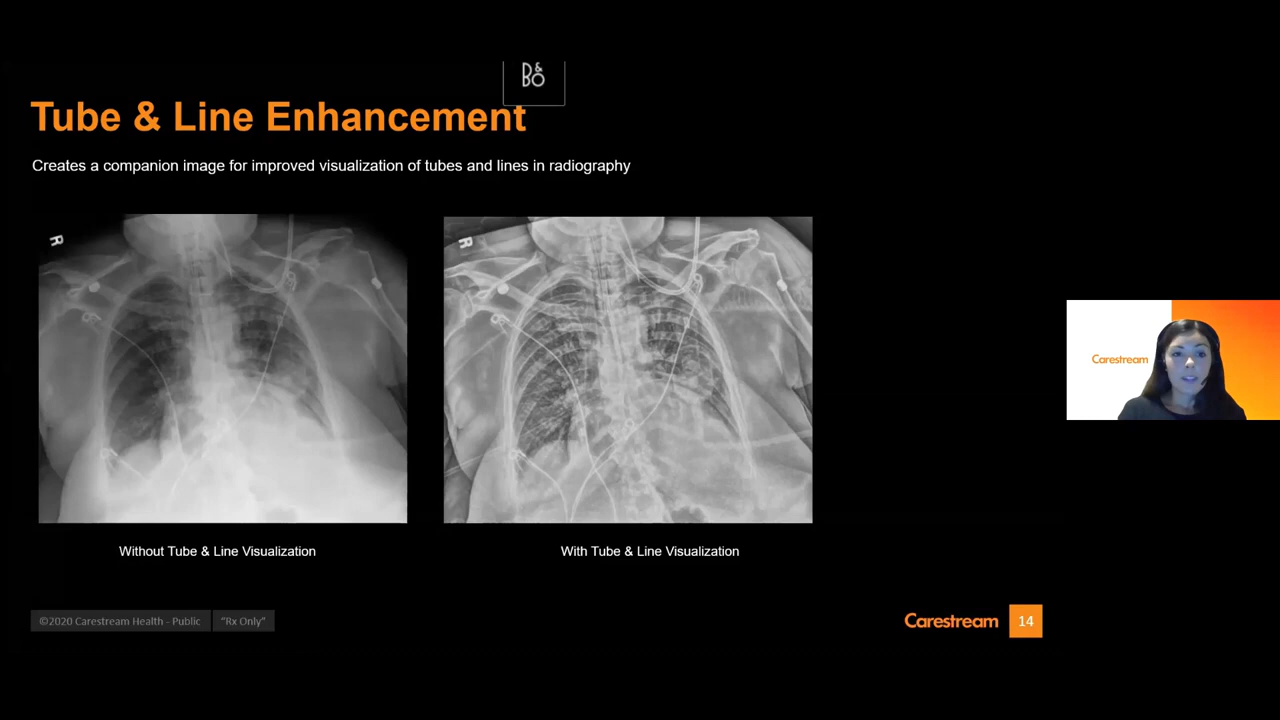 B&O
Tube & Line Enhancement
Creates a companion image for improved visualization of tubes and lines in radiography
R
R
Carestream
Without Tube & Line Visualization
With Tube & Line Visualization
©2020 Carestream Health - Public
“Rx Only”
Carestream
14